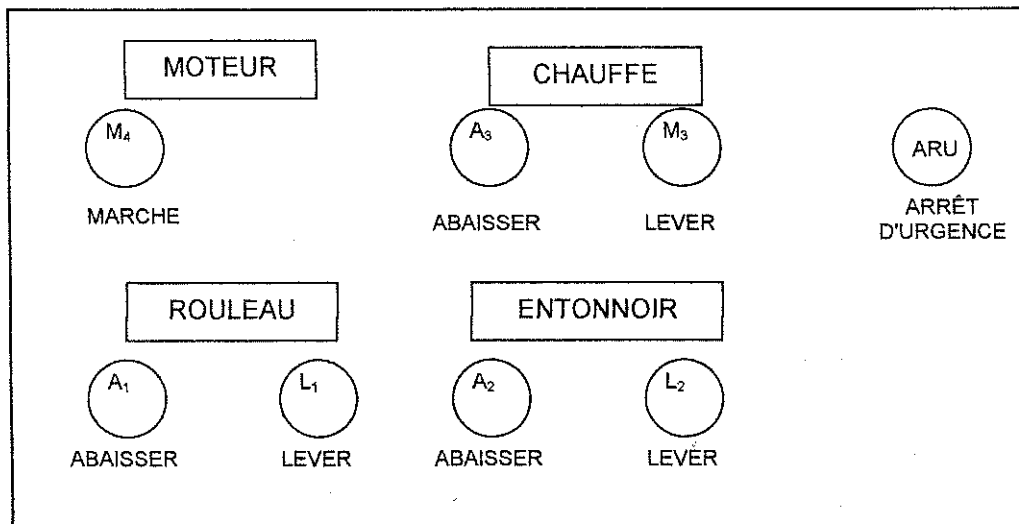 MOTEUR
CHAUFFE
M₄
A₃
M₃
ARU
MARCHE
ABAISSER
LEVER
ARRÊT
D'URGENCE
ROULEAU
ENTONNOIR
A₁
L₁
A₂
L₂
ABAISSER
LEVER
ABAISSER
LEVER